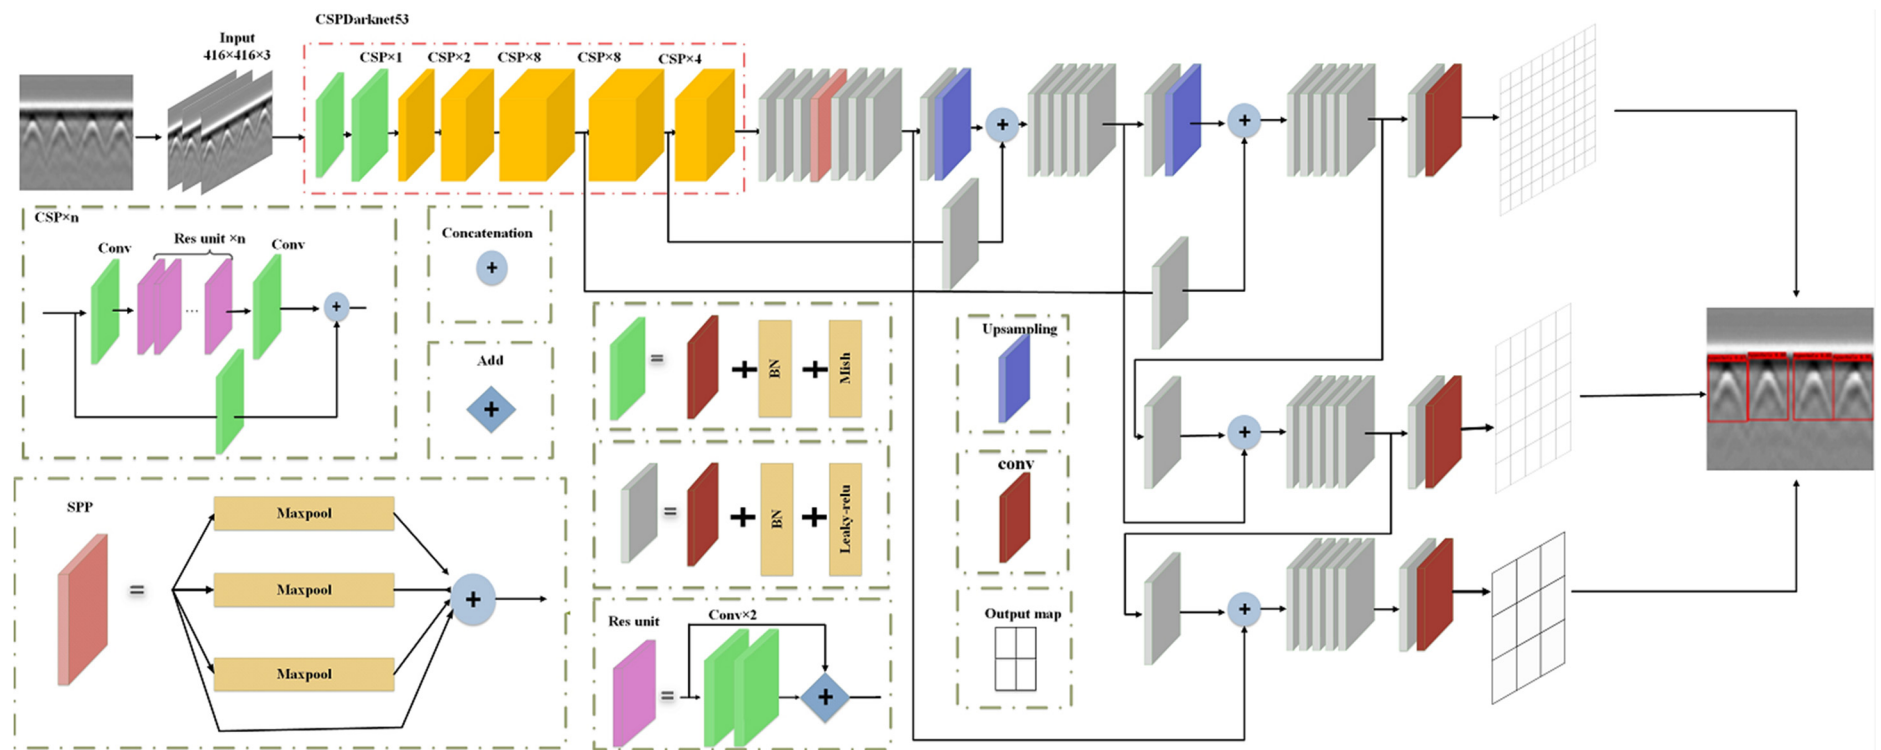 CSPDarknet53
Input
416×416×3
CSP×1
CSP×2
CSP×8
CSP×8
CSP×4
CSP×n
Conv
Res unit ×n
Conv
...
+
Concatenation
+
Add
+
+
+
SPP
=
Maxpool
Maxpool
Maxpool
+
=
+
BN
+
Mish
=
+
BN
+
Leaky-relu
Res unit
=
Conv×2
+
Upsampling
conv
Output map
+
+